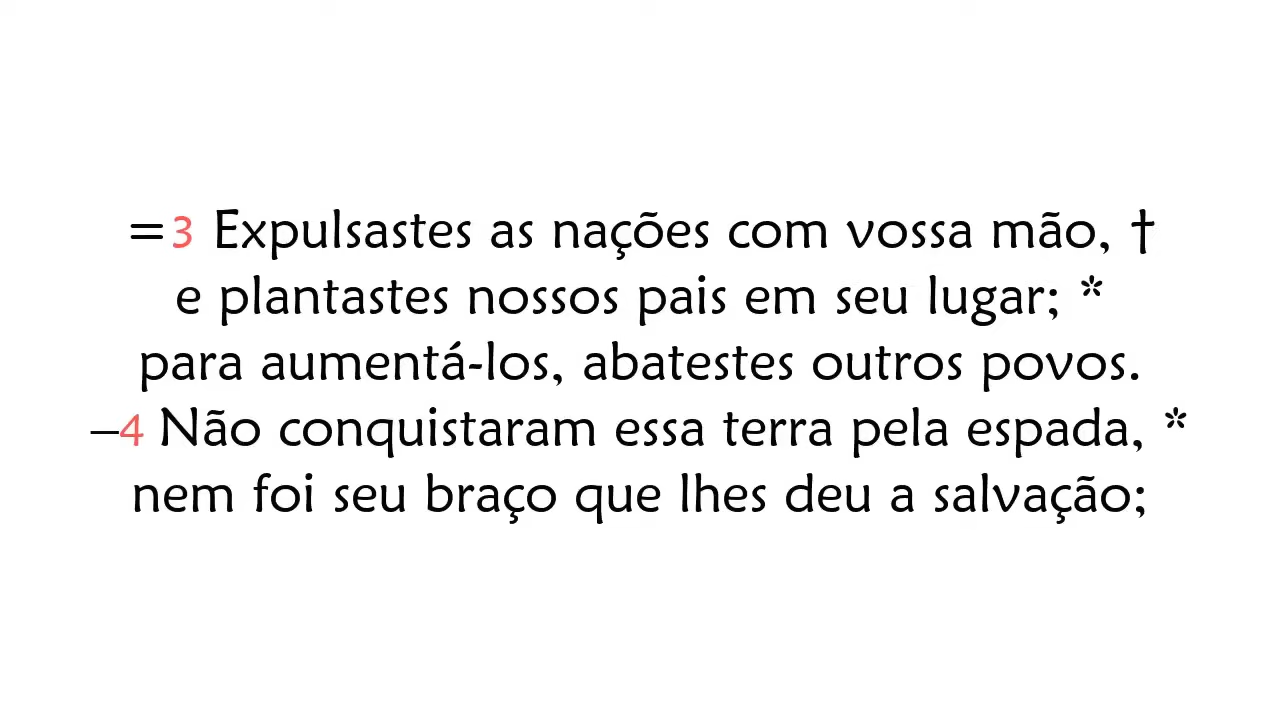 =3 Expulsastes as nações com vossa mão, †
e plantastes nossos pais em seu lugar; *
para aumentá-los, abatestes outros povos.
–4 Não conquistaram essa terra pela espada, *
nem foi seu braço que lhes deu a salvação;